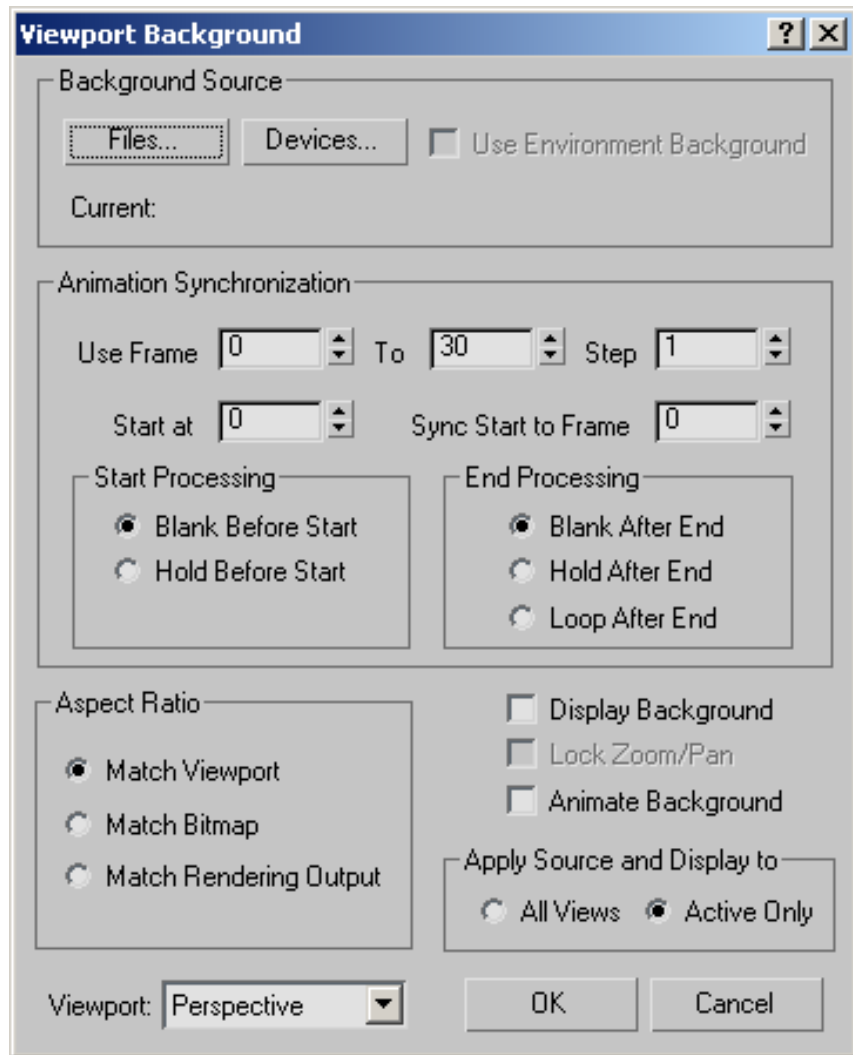 Viewport Background
Background Source
Files... Devices... Use Environment Background
Current:
Animation Synchronization
Use Frame 0 To 30 Step 1
Start at 0 Sync Start to Frame 0
Start Processing
Blank Before Start
Hold Before Start
End Processing
Blank After End
Hold After End
Loop After End
Aspect Ratio
Match Viewport
Match Bitmap
Match Rendering Output
Display Background
Lock Zoom/Pan
Animate Background
Apply Source and Display to
All Views Active Only
Viewport: Perspective OK Cancel